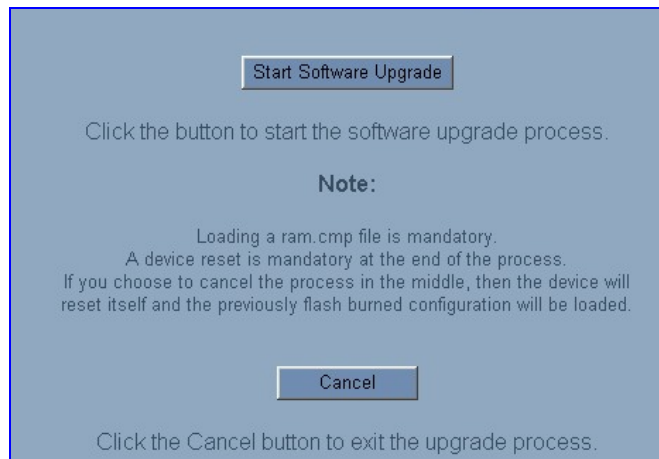 Start Software Upgrade
Click the button to start the software upgrade process.
Note:
Loading a ram.cmp file is mandatory.
A device reset is mandatory at the end of the process.
If you choose to cancel the process in the middle, then the device will
reset itself and the previously flash burned configuration will be loaded.
Cancel
Click the Cancel button to exit the upgrade process.